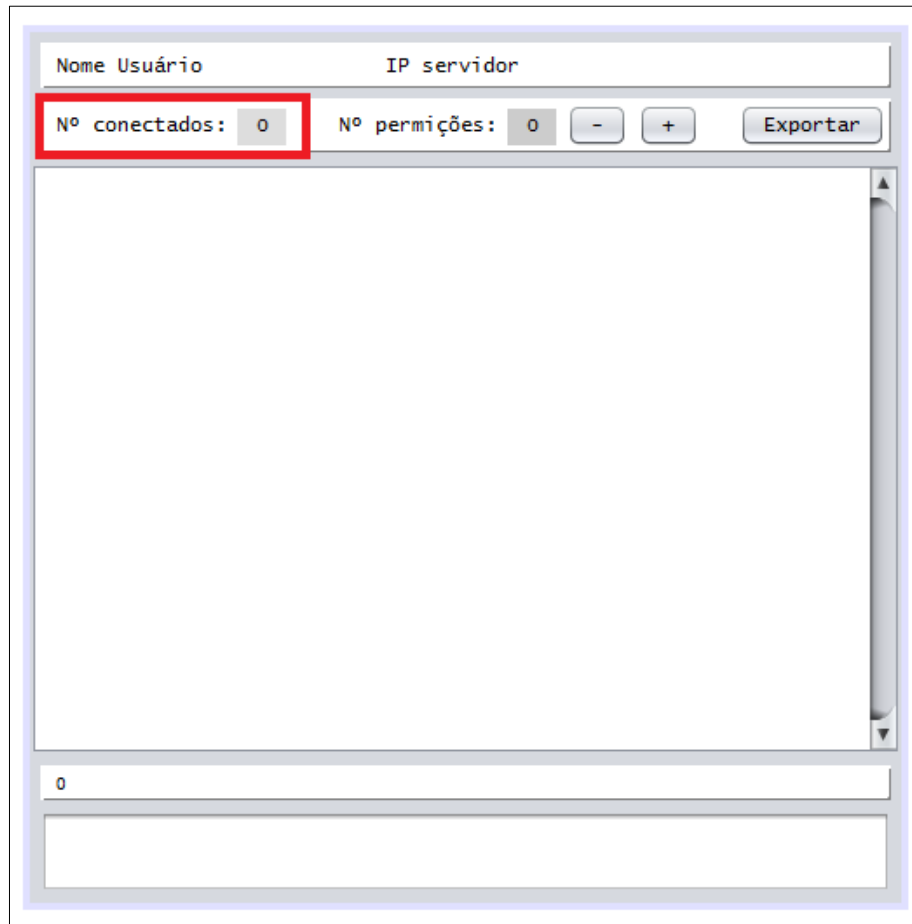 Nome Usuário IP servidor
Nº conectados: 0 Nº permições: 0 - + Exportar
0